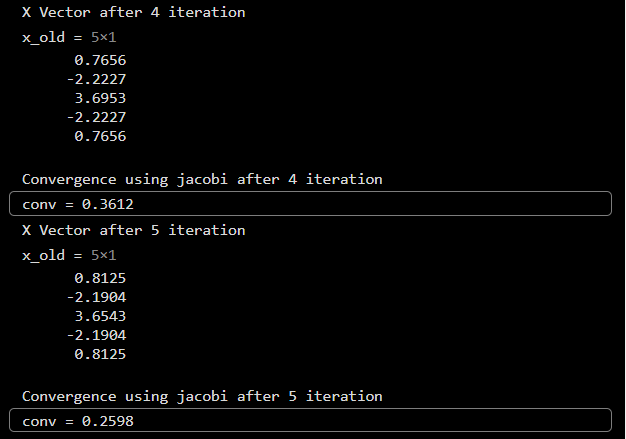 X Vector after 4 iteration
x_old = 5×1
0.7656
-2.2227
3.6953
-2.2227
0.7656
Convergence using jacobi after 4 iteration
conv = 0.3612
X Vector after 5 iteration
x_old = 5×1
0.8125
-2.1904
3.6543
-2.1904
0.8125
Convergence using jacobi after 5 iteration
conv = 0.2598